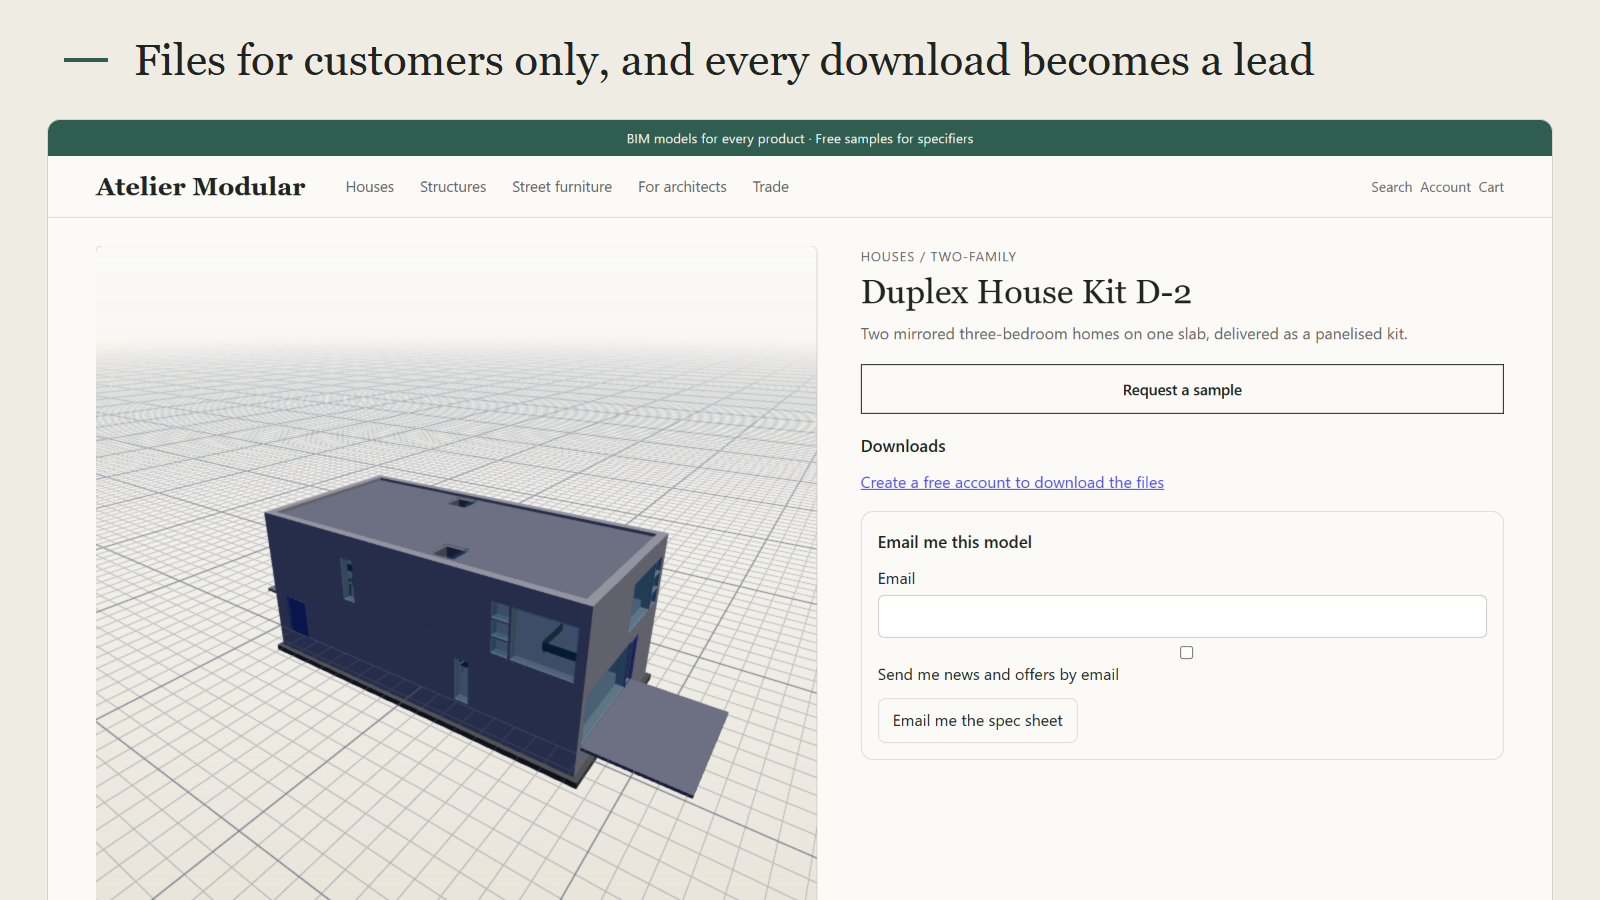 Files for customers only, and every download becomes a lead
BIM models for every product · Free samples for specifiers
Atelier Modular
Houses Structures Street furniture For architects Trade
Search Account Cart
HOUSES / TWO-FAMILY
Duplex House Kit D-2
Two mirrored three-bedroom homes on one slab, delivered as a panelised kit.
Request a sample
Downloads
Create a free account to download the files
Email me this model
Email
Send me news and offers by email
Email me the spec sheet